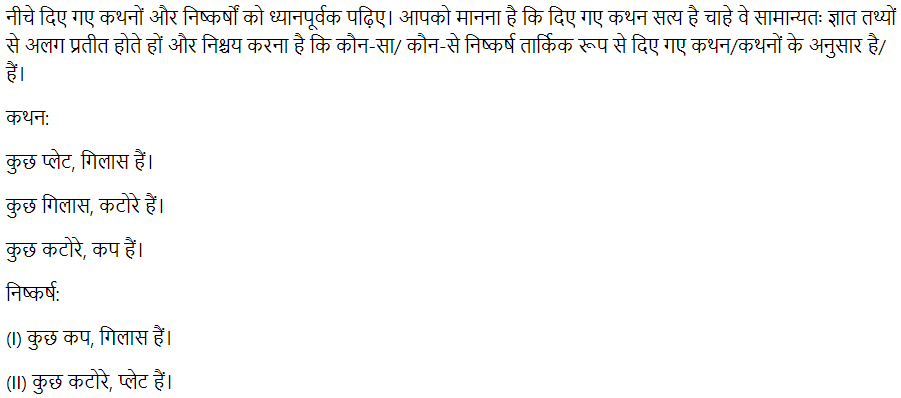 नीचे दिए गए कथनों और निष्कर्षों को ध्यानपूर्वक पढ़िए। आपको मानना है कि दिए गए कथन सत्य है चाहे वे सामान्यतः ज्ञात तथ्यों
से अलग प्रतीत होते हों और निश्चय करना है कि कौन-सा/ कौन-से निष्कर्ष तार्किक रूप से दिए गए कथन/कथनों के अनुसार है/
हैं।
कथन:
कुछ प्लेट, गिलास हैं।
कुछ गिलास, कटोरे हैं।
कुछ कटोरे, कप हैं।
निष्कर्ष:
(I) कुछ कप, गिलास हैं।
(II) कुछ कटोरे, प्लेट हैं।